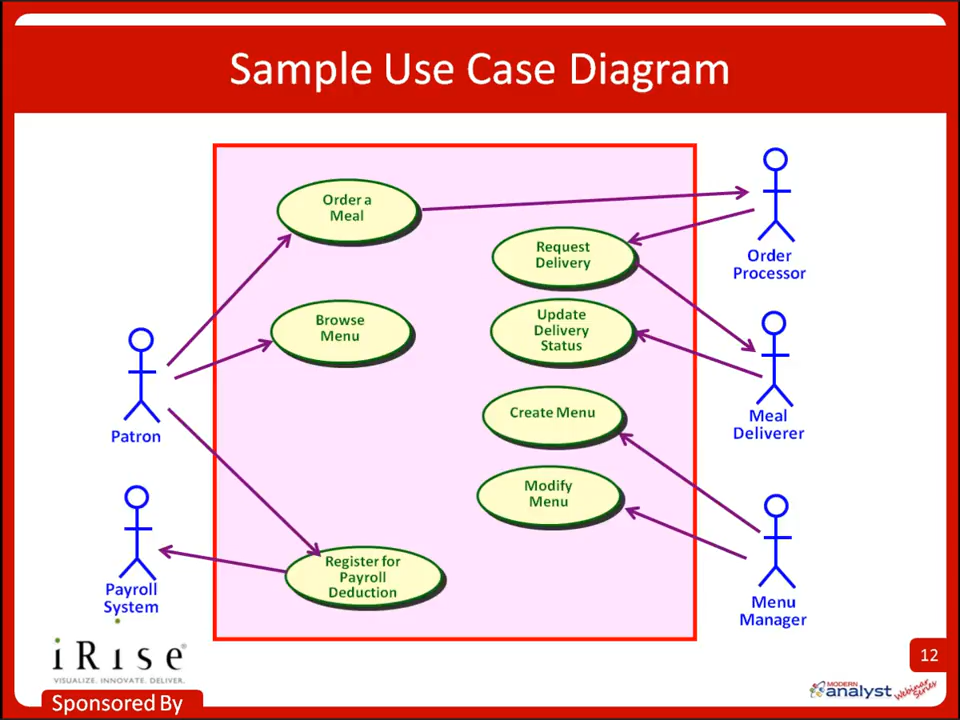 Sample Use Case Diagram
Order a
Meal
Request
Delivery
Order
Processor
Browse
Menu
Update
Delivery
Status
Patron
Create Menu
Meal
Deliverer
Modify
Menu
Payroll
System
Register for
Payroll
Deduction
Menu
Manager
iRise®
VISUALIZE. INNOVATE. DELIVER.
Sponsored By
12
MODERN
analyst
Webinar
Series